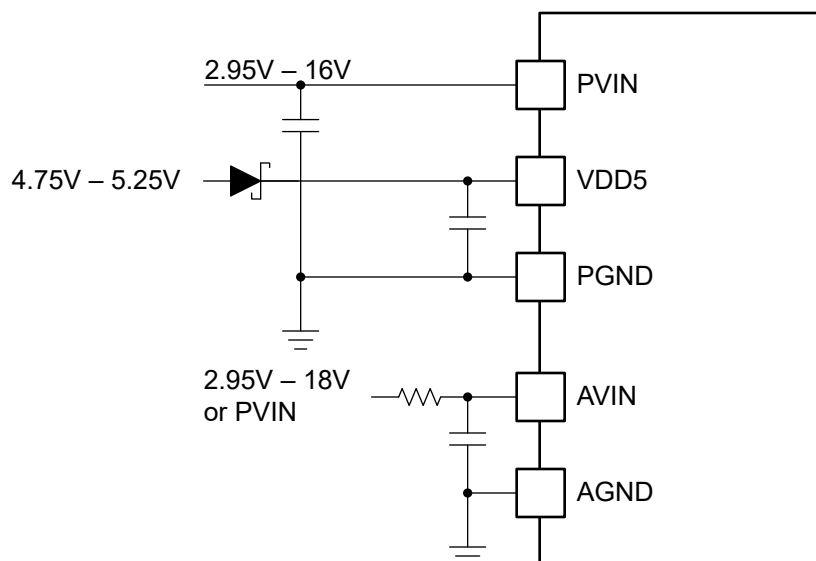 2.95V – 16V
PVIN
4.75V – 5.25V
VDD5
PGND
2.95V – 18V
or PVIN
AVIN
AGND